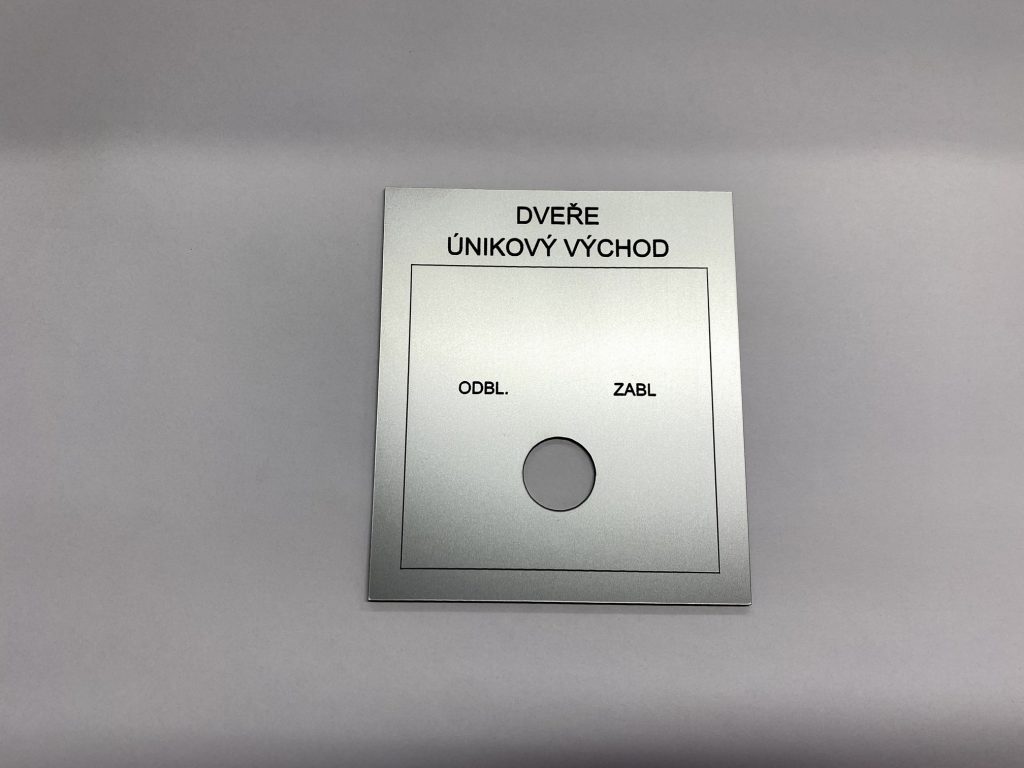 DVEŘE
ÚNIKOVÝ VÝCHOD
ODBL. ZABL